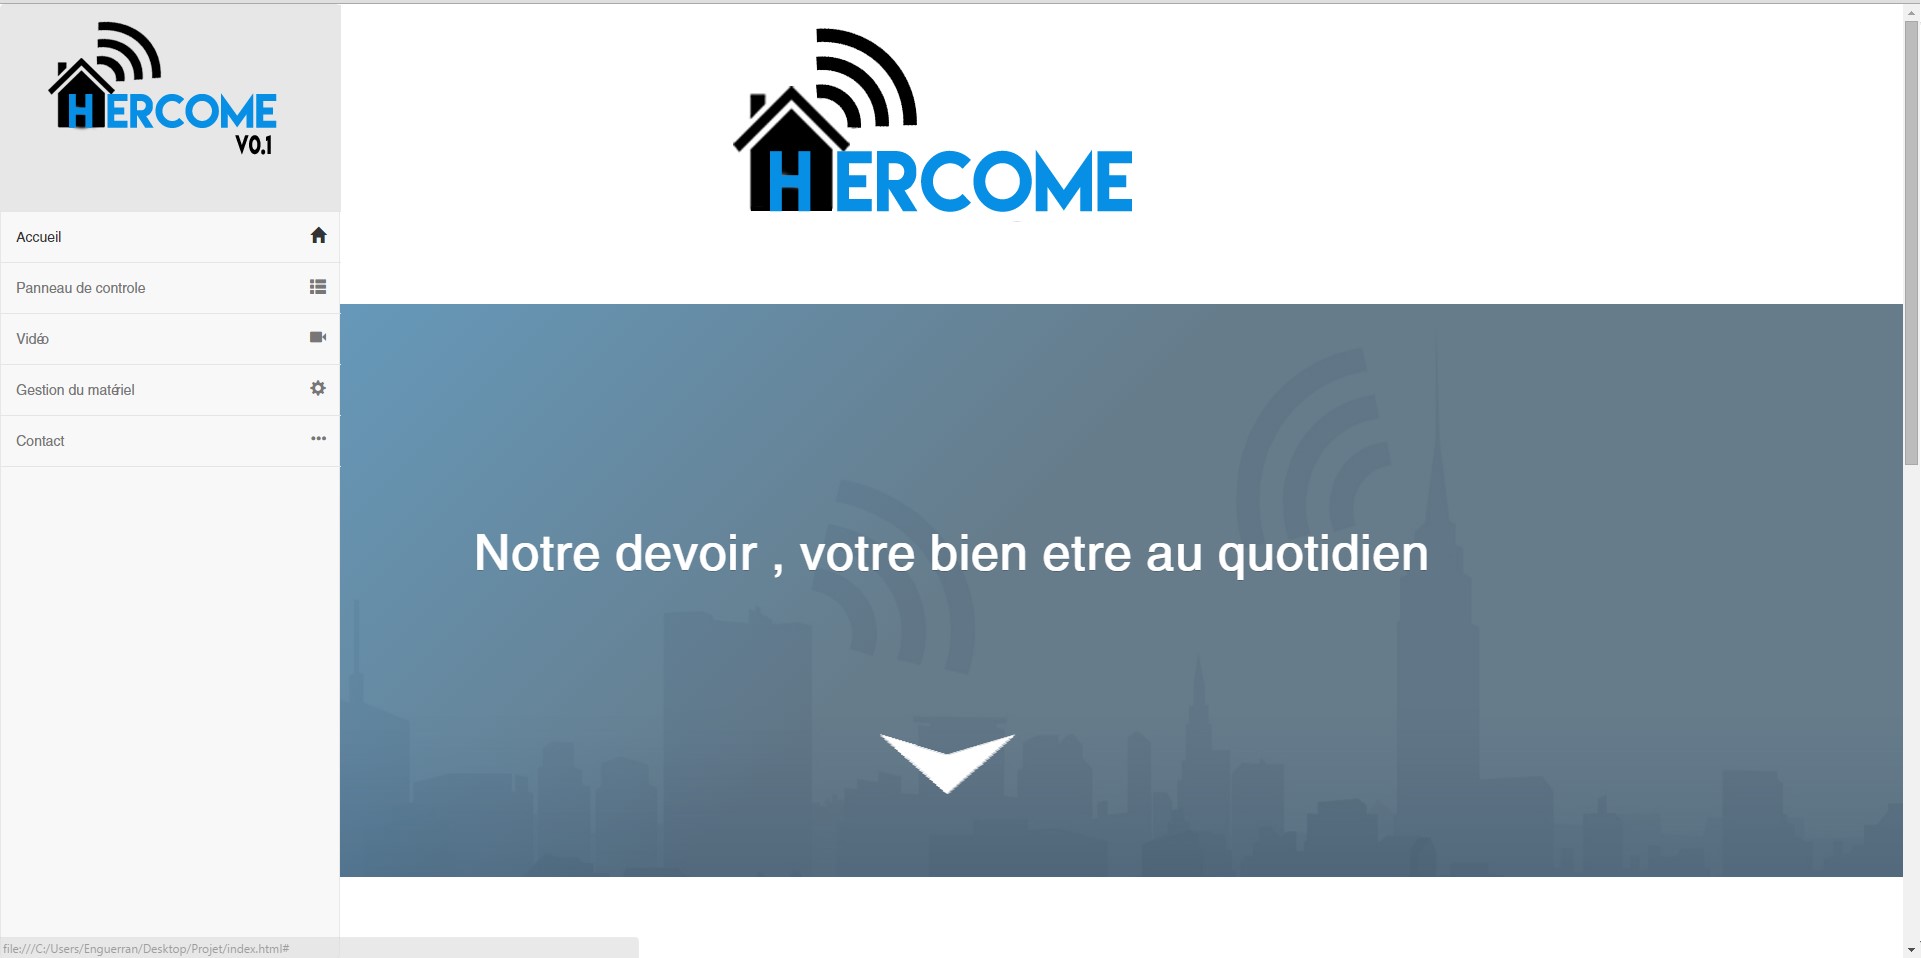 HERCOME
V0.1
HERCOME
Accueil
Panneau de controle
Vidéo
Gestion du matériel
Contact
Notre devoir , votre bien etre au quotidien
file:///C:/Users/Enguerran/Desktop/Projet/index.html#